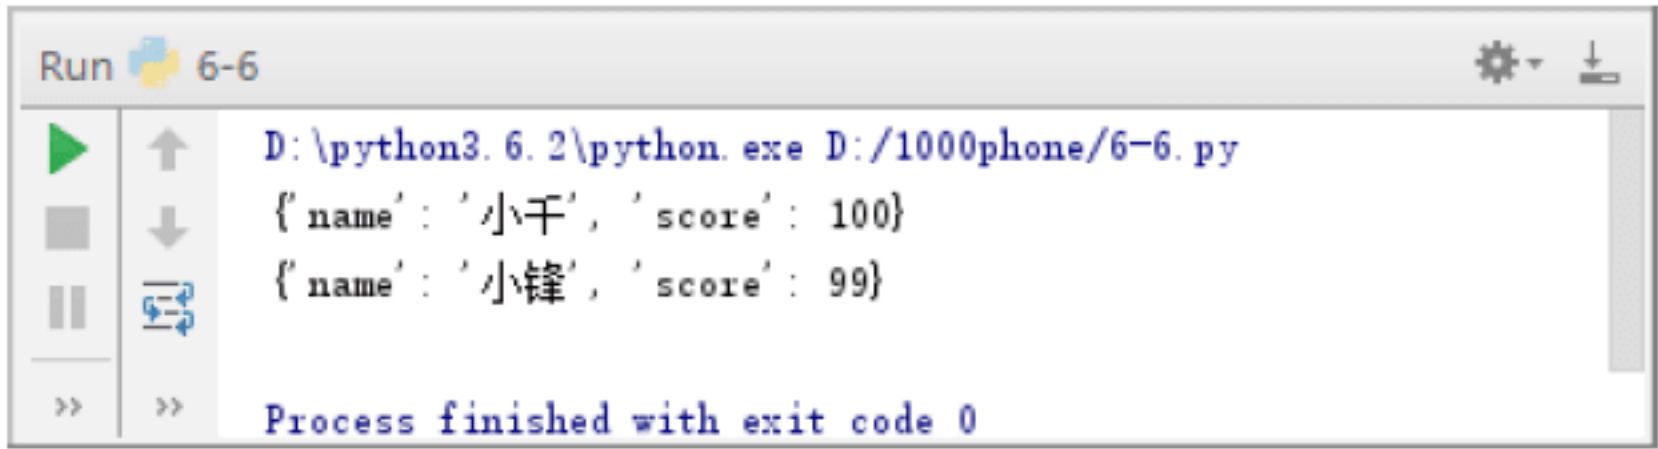 Run 6-6
D:\python3.6.2\python.exe D:/1000phone/6-6.py
{'name': '小千', 'score': 100}
{'name': '小锋', 'score': 99}
Process finished with exit code 0